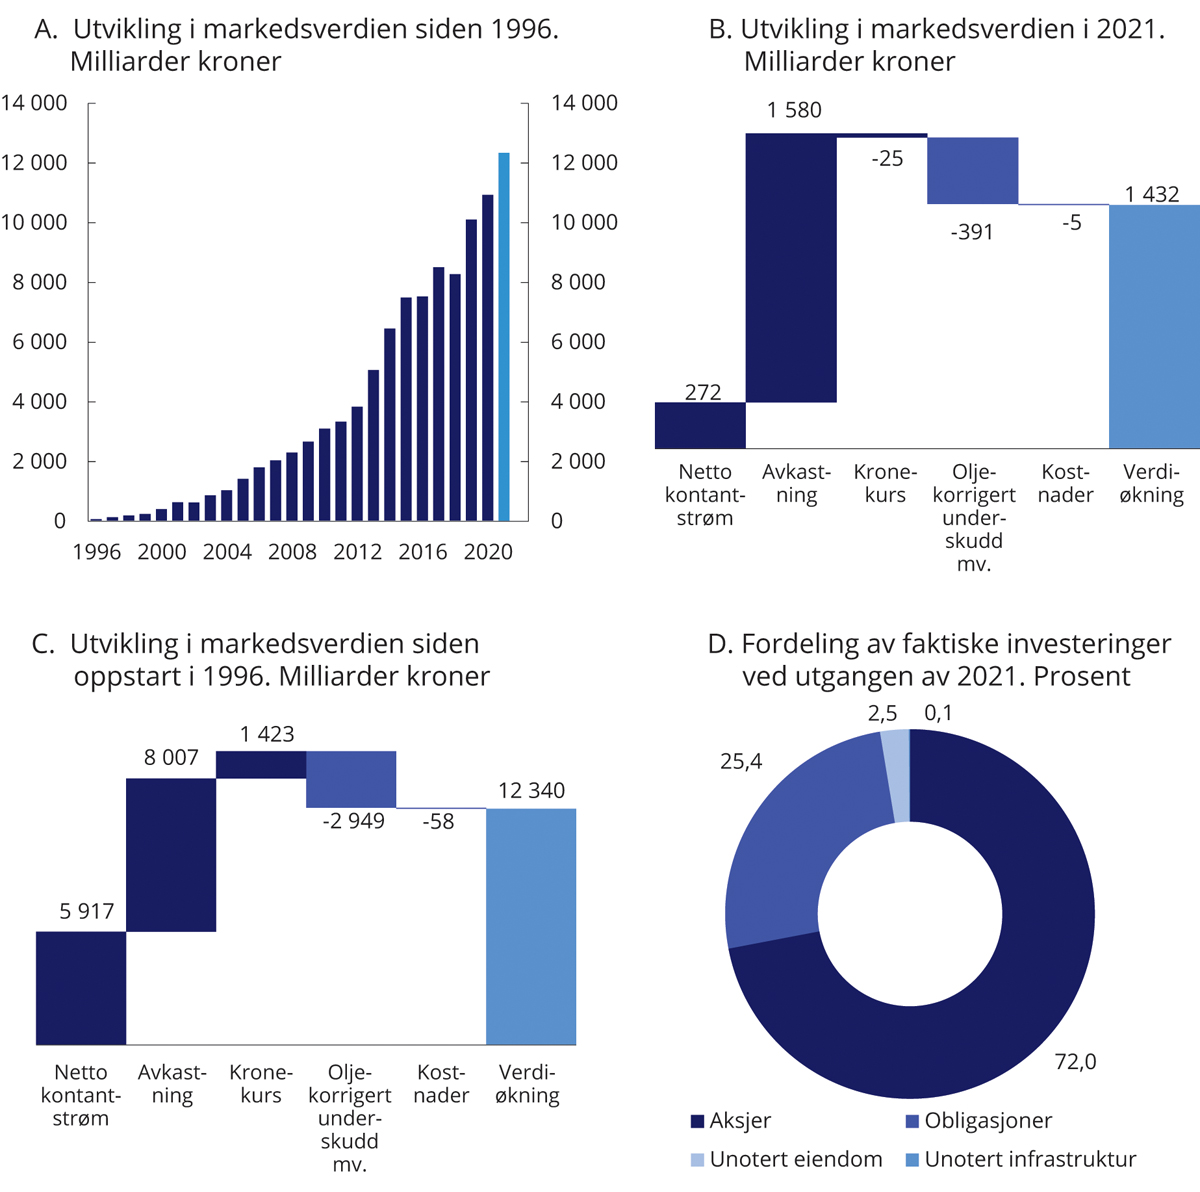 A. Utvikling i markedsverdien siden 1996.
Milliarder kroner
14 000
12 000
10 000
8 000
6 000
4 000
2 000
0
14 000
12 000
10 000
8 000
6 000
4 000
2 000
0
1996 2000 2004 2008 2012 2016 2020
B. Utvikling i markedsverdien i 2021.
Milliarder kroner
1 580
-25
1 432
-391
-5
272
Netto
kontant-
strøm
Avkast-
ning
Krone-
kurs
Olje-
korrigert
under-
skudd
mv.
Kost-
nader
Verdi-
økning
C. Utvikling i markedsverdien siden
oppstart i 1996. Milliarder kroner
1 423
8 007
12 340
-2 949
-58
5 917
Netto
kontant-
strøm
Avkast-
ning
Krone-
kurs
Olje-
korrigert
under-
skudd
mv.
Kost-
nader
Verdi-
økning
D. Fordeling av faktiske investeringer
ved utgangen av 2021. Prosent
2,5
0,1
25,4
72,0
Aksjer
Obligasjoner
Unotert eiendom
Unotert infrastruktur